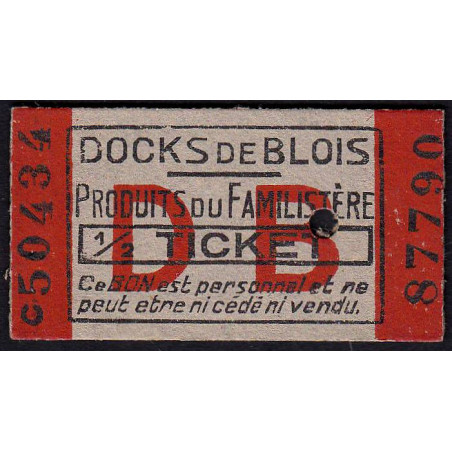 DOCKS DE BLOIS
PRODUITS DU FAMILISTÈRE
DB
1/2 TICKET
Ce BON est personnel et ne
peut etre ni cédé ni vendu.
c50434
87790